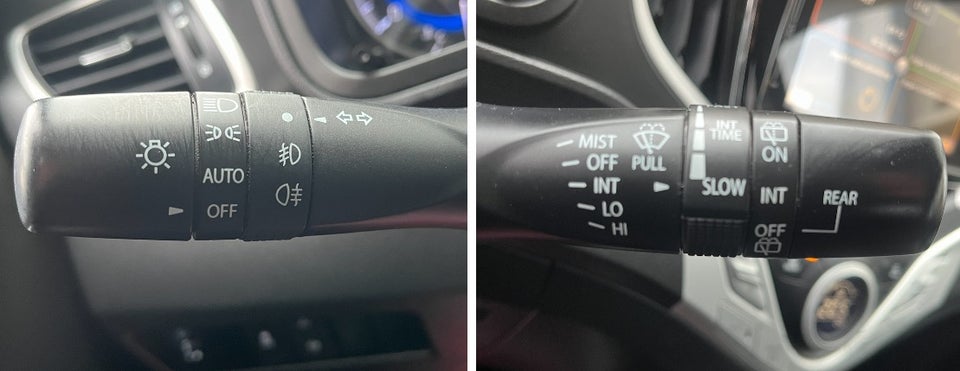 AUTO
OFF
MIST
OFF
INT
LO
HI
PULL
INT
TIME
SLOW
ON
INT
OFF
REAR